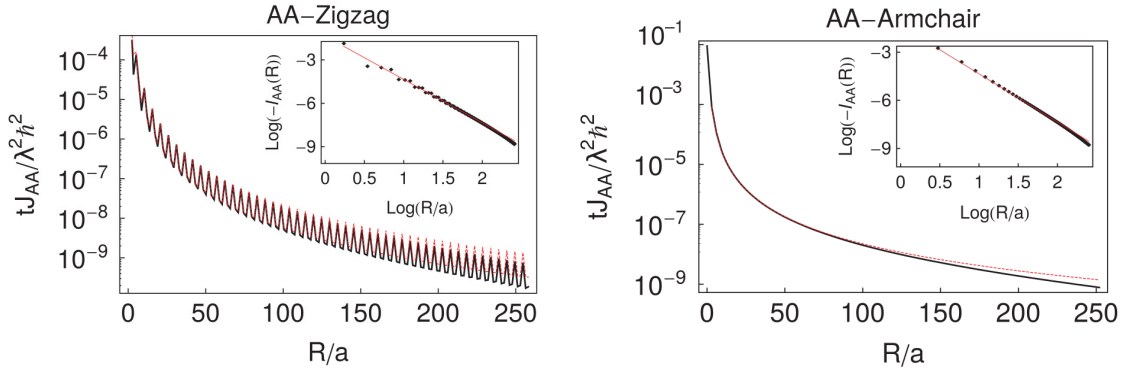 AA−Zigzag
tJ_AA/λ²ħ²
10⁻⁴
10⁻⁵
10⁻⁶
10⁻⁷
10⁻⁸
10⁻⁹
0 50 100 150 200 250
R/a
Log(−I_AA(R))
−3
−6
−9
0 0.5 1 1.5 2
Log(R/a)
AA−Armchair
tJ_AA/λ²ħ²
10⁻¹
10⁻³
10⁻⁵
10⁻⁷
10⁻⁹
0 50 100 150 200 250
R/a
Log(−I_AA(R))
−3
−6
−9
0 0.5 1 1.5 2
Log(R/a)